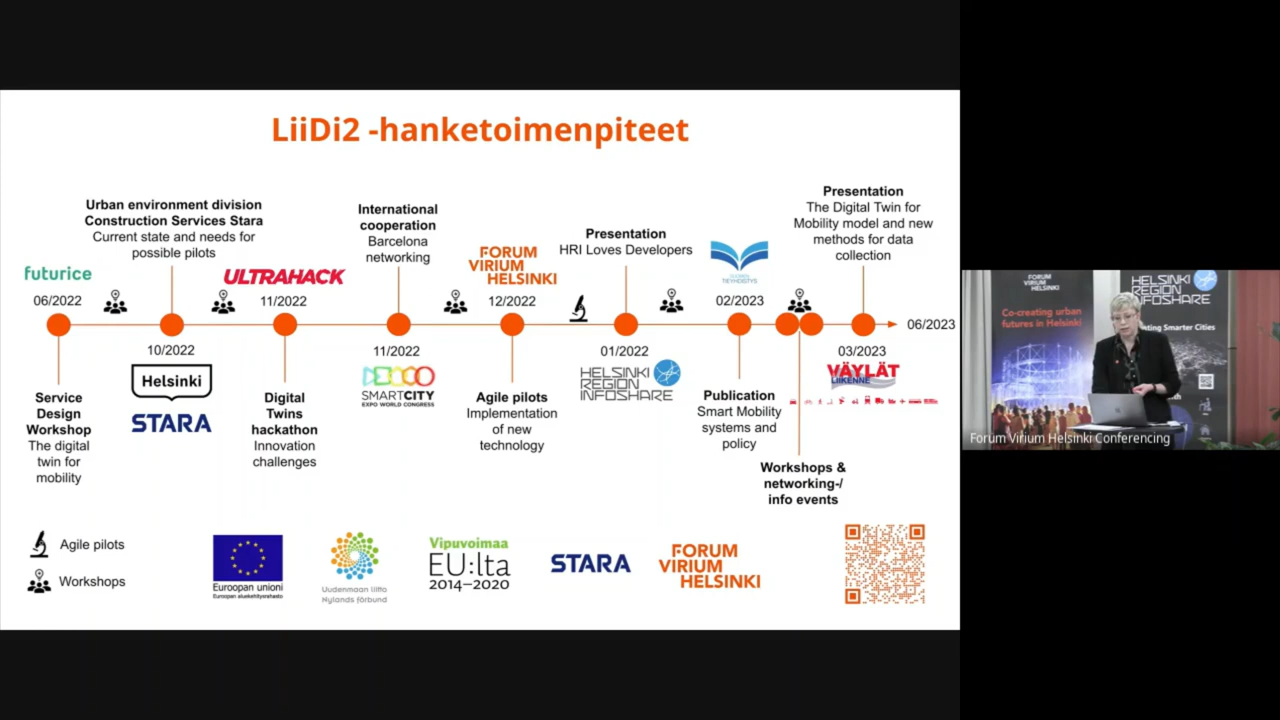 LiiDi2 -hanketoimenpiteet
Urban environment division
Construction Services Stara
Current state and needs for
possible pilots
International
cooperation
Barcelona
networking
Presentation
HRI Loves Developers
Presentation
The Digital Twin for
Mobility model and new
methods for data
collection
futurice
ULTRAHACK
FORUM
VIRIUM
HELSINKI
TIEYHDISTYS
06/2022
11/2022
12/2022
02/2023
06/2023
10/2022
11/2022
01/2022
03/2023
Helsinki
STARA
SMARTCITY
EXPO WORLD CONGRESS
HELSINKI
REGION
INFOSHARE
VÄYLÄT
LIIKENNE
Service
Design
Workshop
The digital
twin for
mobility
Digital
Twins
hackathon
Innovation
challenges
Agile pilots
Implementation
of new
technology
Publication
Smart Mobility
systems and
policy
Workshops &
networking-/
info events
Agile pilots
Workshops
Euroopan unioni
Euroopan aluekehitysrahasto
Uudenmaan liitto
Nylands förbund
Vipuvoimaa
EU:lta
2014–2020
STARA
FORUM
VIRIUM
HELSINKI
FORUM
VIRIUM
HELSINKI
Co-creating urban
futures in Helsinki
HELSINKI
REGION
INFOSHARE
ating Smarter Cities
Forum Virium Helsinki Conferencing